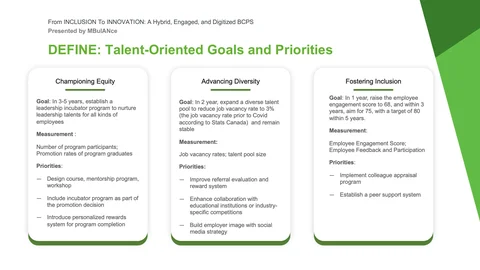 From INCLUSION To INNOVATION: A Hybrid, Engaged, and Digitized BCPS
Presented by MBulANce
DEFINE: Talent-Oriented Goals and Priorities
Championing Equity
Goal: In 3-5 years, establish a
leadership incubator program to nurture
leadership talents for all kinds of
employees
Measurement :
Number of program participants;
Promotion rates of program graduates
Priorities:
— Design course, mentorship program,
workshop
— Include incubator program as part of
the promotion decision
— Introduce personalized rewards
system for program completion
Advancing Diversity
Goal: In 2 year, expand a diverse talent
pool to reduce job vacancy rate to 3%
(the job vacancy rate prior to Covid
according to Stats Canada) and remain
stable
Measurement:
Job vacancy rates; talent pool size
Priorities:
— Improve referral evaluation and
reward system
— Enhance collaboration with
educational institutions or industry-
specific competitions
— Build employer image with social
media strategy
Fostering Inclusion
Goal: In 1 year, raise the employee
engagement score to 68, and within 3
years, aim for 75, with a target of 80
within 5 years.
Measurement:
Employee Engagement Score;
Employee Feedback and Participation
Priorities:
— Implement colleague appraisal
program
— Establish a peer support system